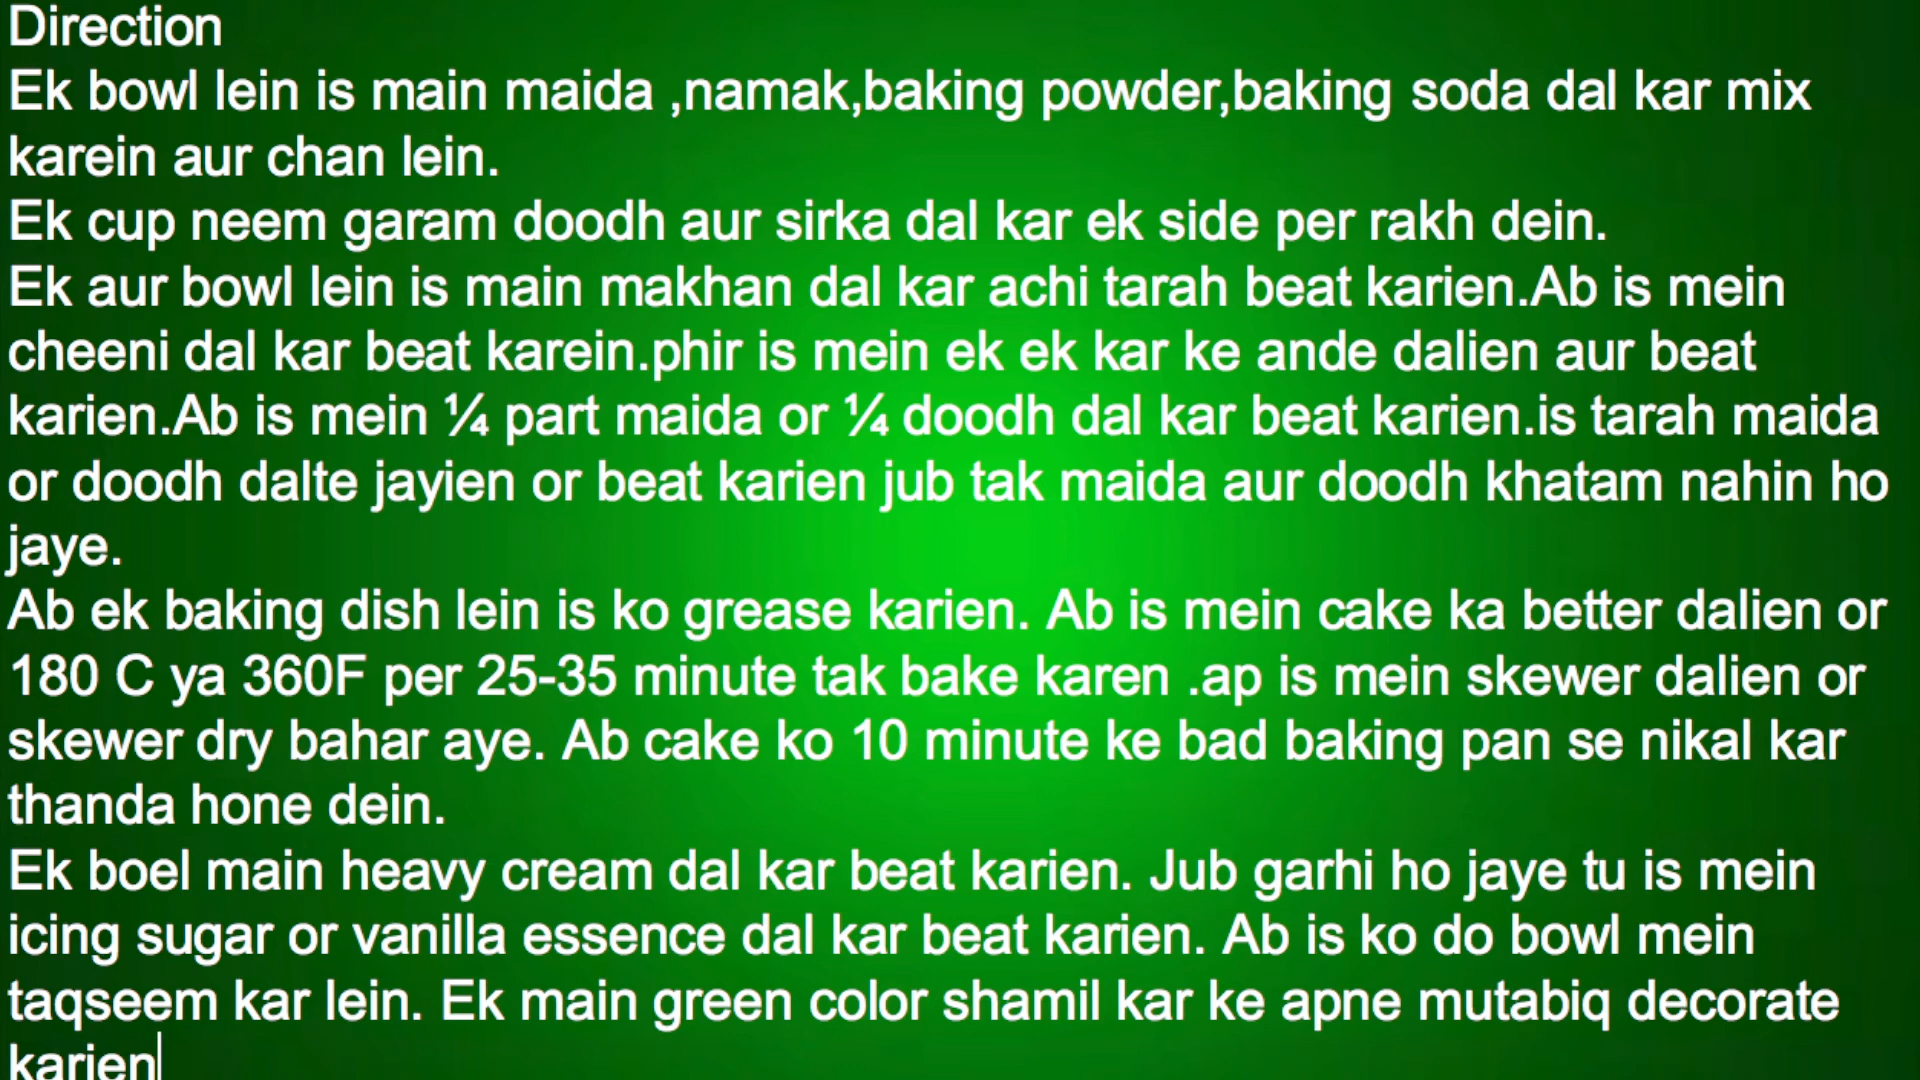 Direction
Ek bowl lein is main maida ,namak,baking powder,baking soda dal kar mix
karein aur chan lein.
Ek cup neem garam doodh aur sirka dal kar ek side per rakh dein.
Ek aur bowl lein is main makhan dal kar achi tarah beat karien.Ab is mein
cheeni dal kar beat karein.phir is mein ek ek kar ke ande dalien aur beat
karien.Ab is mein ¼ part maida or ¼ doodh dal kar beat karien.is tarah maida
or doodh dalte jayien or beat karien jub tak maida aur doodh khatam nahin ho
jaye.
Ab ek baking dish lein is ko grease karien. Ab is mein cake ka better dalien or
180 C ya 360F per 25-35 minute tak bake karen .ap is mein skewer dalien or
skewer dry bahar aye. Ab cake ko 10 minute ke bad baking pan se nikal kar
thanda hone dein.
Ek boel main heavy cream dal kar beat karien. Jub garhi ho jaye tu is mein
icing sugar or vanilla essence dal kar beat karien. Ab is ko do bowl mein
taqseem kar lein. Ek main green color shamil kar ke apne mutabiq decorate
karien